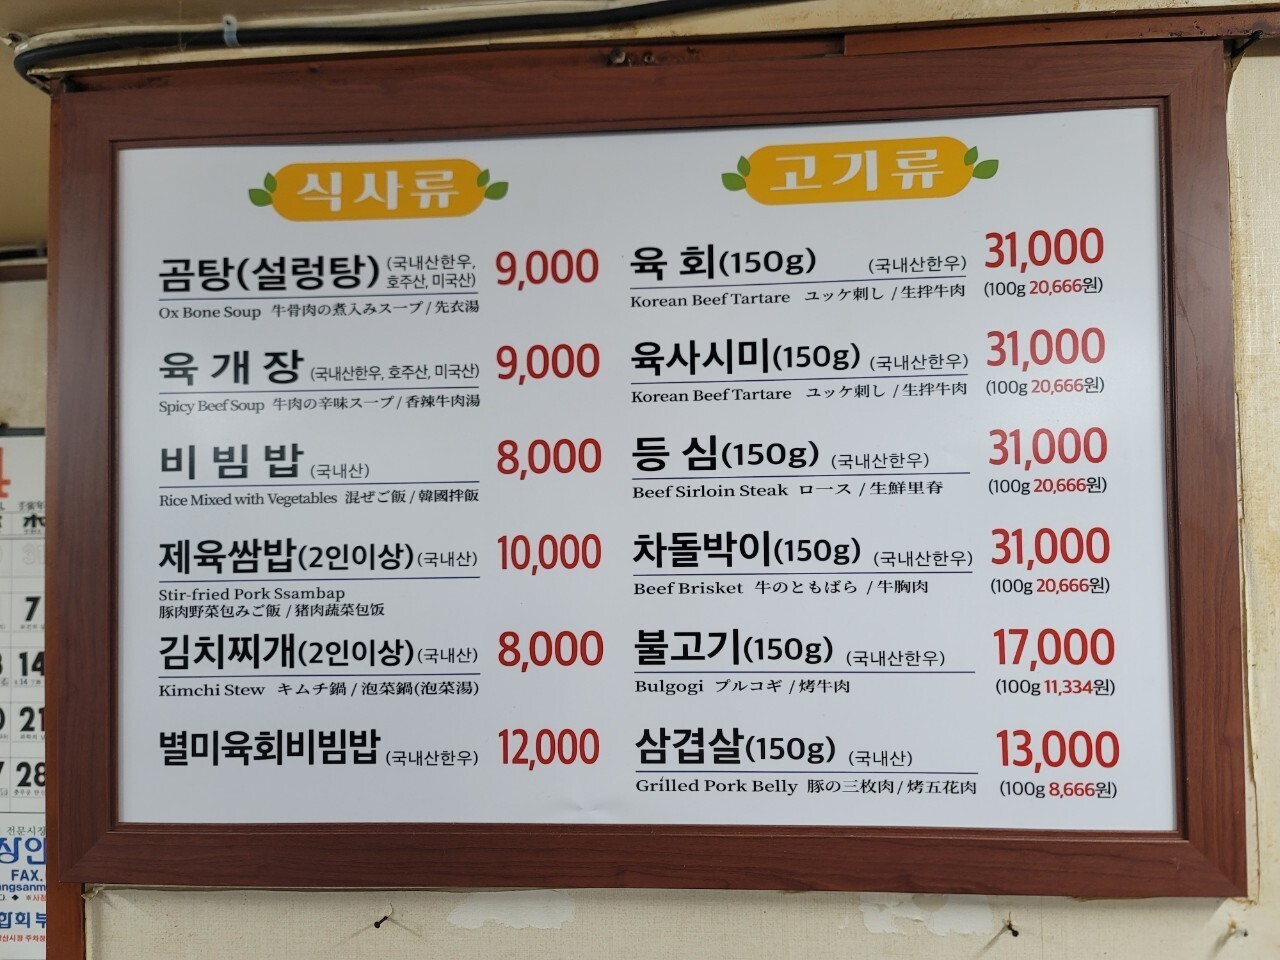 식사류
곰탕(설렁탕) (국내산한우, 호주산, 미국산) 9,000
Ox Bone Soup 牛骨肉の煮入みスープ / 先衣湯
육 개 장 (국내산한우, 호주산, 미국산) 9,000
Spicy Beef Soup 牛肉の辛味スープ / 香辣牛肉湯
비 빔 밥 (국내산) 8,000
Rice Mixed with Vegetables 混ぜご飯 / 韓國拌飯
제육쌈밥(2인이상) (국내산) 10,000
Stir-fried Pork Ssambap
豚肉野菜包みご飯 / 猪肉蔬菜包饭
김치찌개(2인이상) (국내산) 8,000
Kimchi Stew キムチ鍋 / 泡菜鍋(泡菜湯)
별미육회비빔밥 (국내산한우) 12,000
고기류
육 회(150g) (국내산한우) 31,000
Korean Beef Tartare ユッケ刺し / 生拌牛肉 (100g 20,666원)
육사시미(150g) (국내산한우) 31,000
Korean Beef Tartare ユッケ刺し / 生拌牛肉 (100g 20,666원)
등 심(150g) (국내산한우) 31,000
Beef Sirloin Steak ロース / 生鮮里脊 (100g 20,666원)
차돌박이(150g) (국내산한우) 31,000
Beef Brisket 牛のともばら / 牛胸肉 (100g 20,666원)
불고기(150g) (국내산한우) 17,000
Bulgogi プルコギ / 烤牛肉 (100g 11,334원)
삼겹살(150g) (국내산) 13,000
Grilled Pork Belly 豚の三枚肉 / 烤五花肉 (100g 8,666원)
7
14
21
28
전문시장
FAX.
합회부